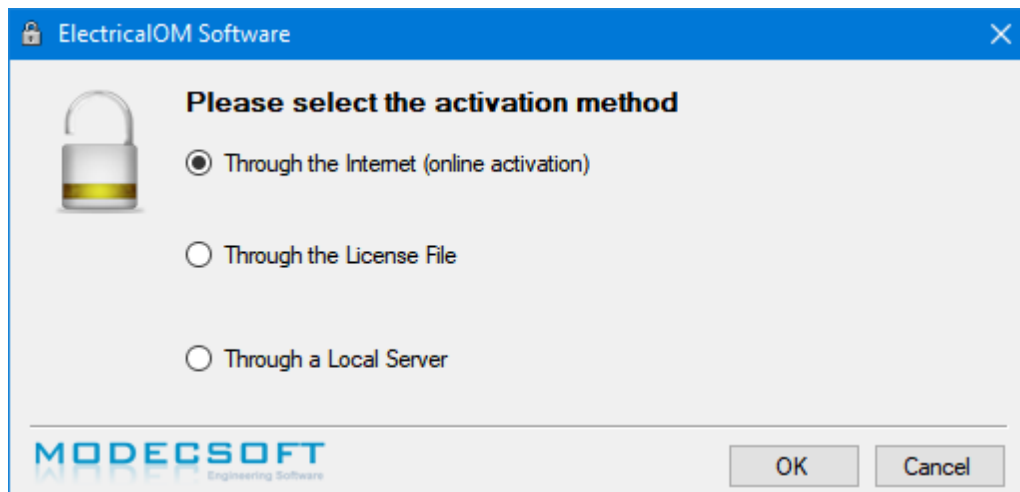 ElectricalOM Software
Please select the activation method
Through the Internet (online activation)
Through the License File
Through a Local Server
MODECSOFT
Engineering Software
OK
Cancel